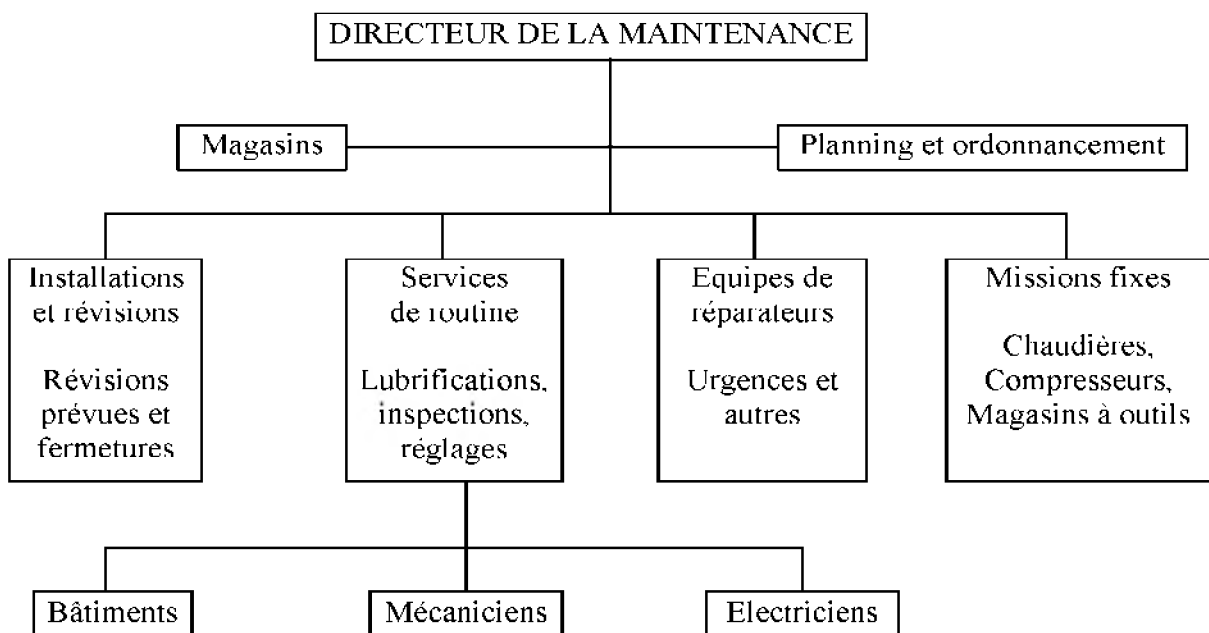 DIRECTEUR DE LA MAINTENANCE
Magasins
Planning et ordonnancement
Installations
et révisions
Révisions
prévues et
fermetures
Services
de routine
Lubrifications,
inspections,
réglages
Equipes de
réparateurs
Urgences et
autres
Missions fixes
Chaudières,
Compresseurs,
Magasins à outils
Bâtiments
Mécaniciens
Electriciens